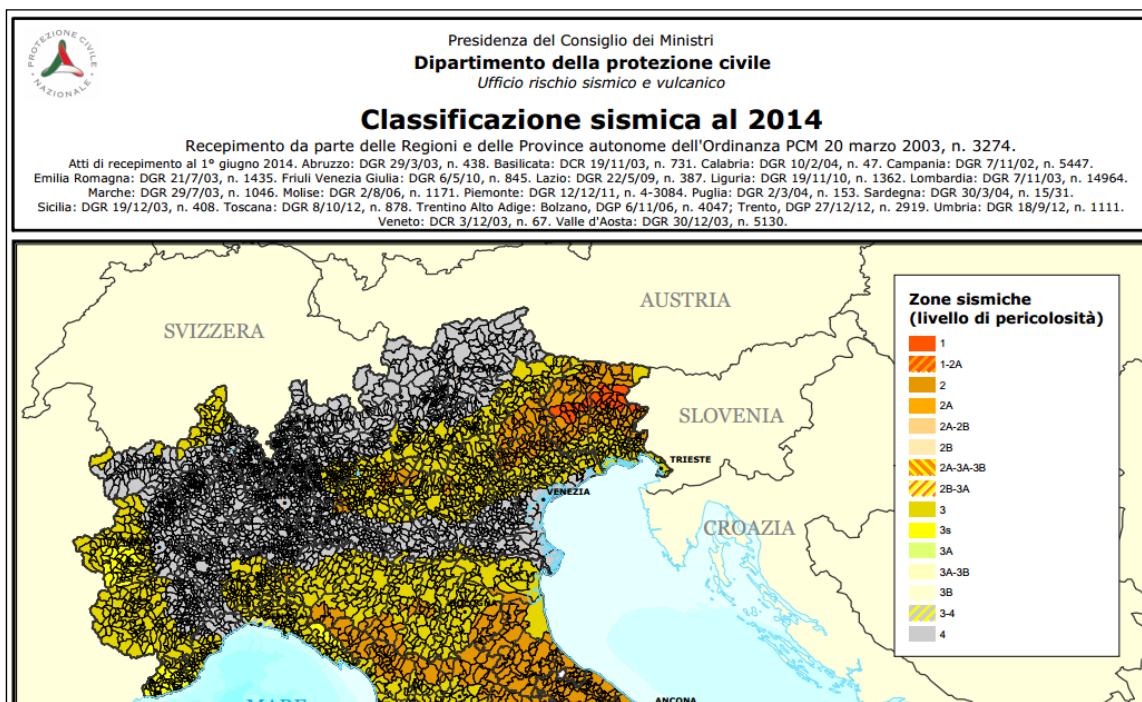 PROTEZIONE CIVILE
NAZIONALE
Presidenza del Consiglio dei Ministri
Dipartimento della protezione civile
Ufficio rischio sismico e vulcanico
Classificazione sismica al 2014
Recepimento da parte delle Regioni e delle Province autonome dell'Ordinanza PCM 20 marzo 2003, n. 3274.
Atti di recepimento al 1° giugno 2014. Abruzzo: DGR 29/3/03, n. 438. Basilicata: DCR 19/11/03, n. 731. Calabria: DGR 10/2/04, n. 47. Campania: DGR 7/11/02, n. 5447.
Emilia Romagna: DGR 21/7/03, n. 1435. Friuli Venezia Giulia: DGR 6/5/10, n. 845. Lazio: DGR 22/5/09, n. 387. Liguria: DGR 19/11/10, n. 1362. Lombardia: DGR 7/11/03, n. 14964.
Marche: DGR 29/7/03, n. 1046. Molise: DGR 2/8/06, n. 1171. Piemonte: DGR 12/12/11, n. 4-3084. Puglia: DGR 2/3/04, n. 153. Sardegna: DGR 30/3/04, n. 15/31.
Sicilia: DGR 19/12/03, n. 408. Toscana: DGR 8/10/12, n. 878. Trentino Alto Adige: Bolzano, DGP 6/11/06, n. 4047; Trento, DGP 27/12/12, n. 2919. Umbria: DGR 18/9/12, n. 1111.
Veneto: DCR 3/12/03, n. 67. Valle d'Aosta: DGR 30/12/03, n. 5130.
AUSTRIA
SVIZZERA
Zone sismiche
(livello di pericolosità)
1
1-2A
2
2A
2A-2B
2B
2A-3A-3B
2B-3A
3
3s
3A
3A-3B
3B
3-4
4
BOLZANO
SLOVENIA
TRIESTE
VENEZIA
CROAZIA
BOLOGNA
ANCONA
MARE